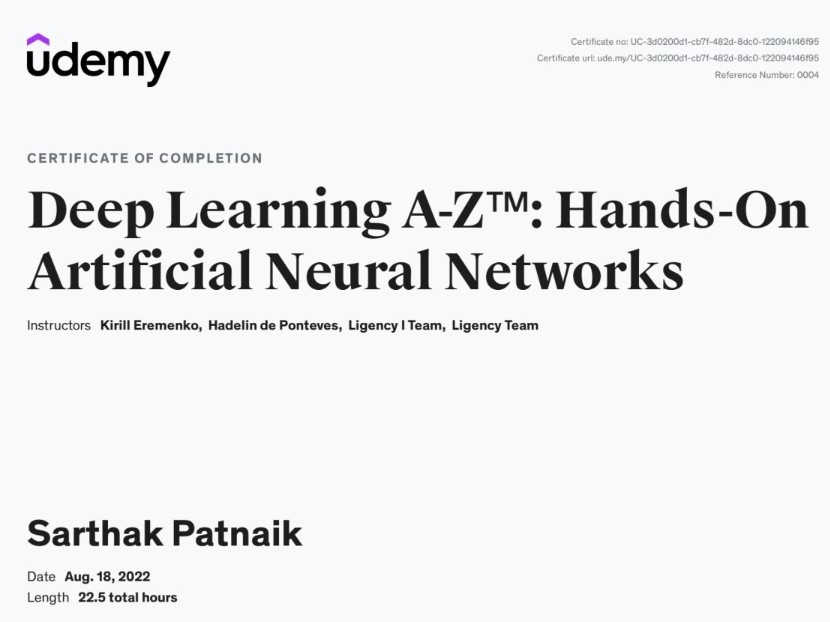 udemy
Certificate no: UC-3d0200d1-cb7f-482d-8dc0-122094146f95
Certificate url: ude.my/UC-3d0200d1-cb7f-482d-8dc0-122094146f95
Reference Number: 0004
CERTIFICATE OF COMPLETION
Deep Learning A-Z™: Hands-On
Artificial Neural Networks
Instructors Kirill Eremenko, Hadelin de Ponteves, Ligency I Team, Ligency Team
Sarthak Patnaik
Date Aug. 18, 2022
Length 22.5 total hours